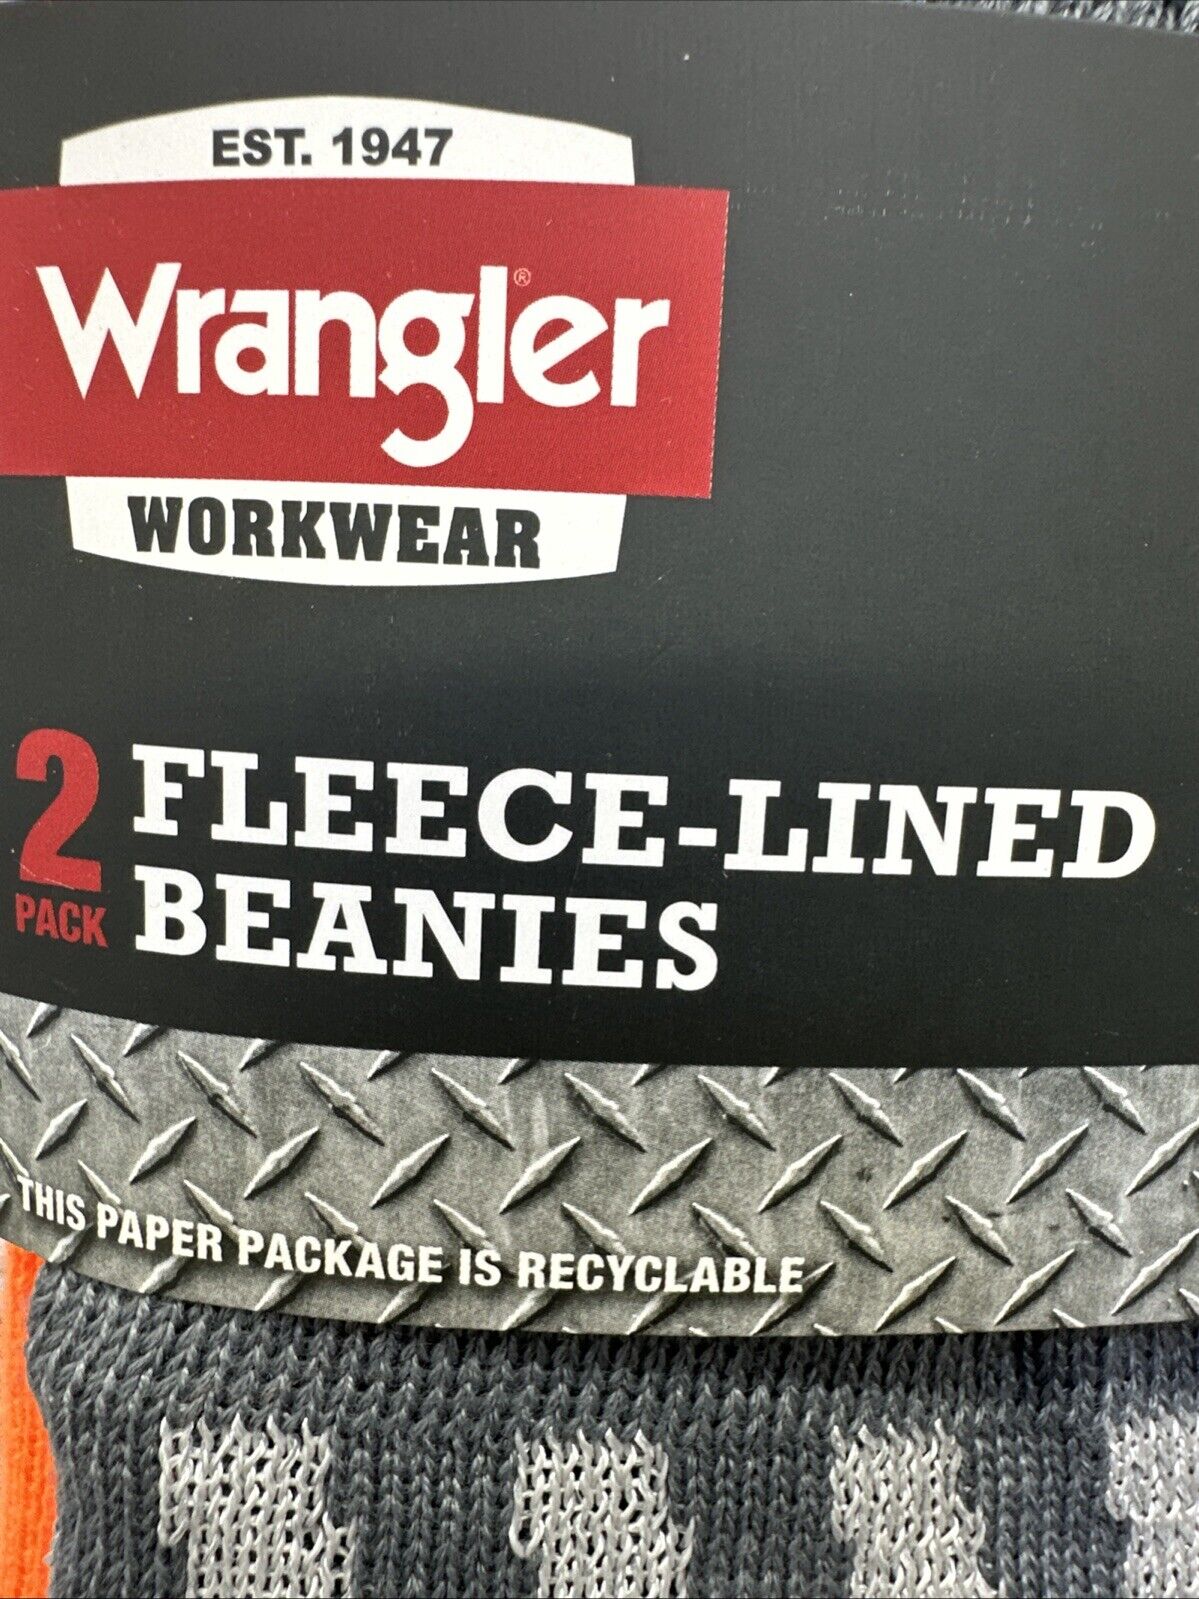 EST. 1947
Wrangler®
WORKWEAR
2 PACK
FLEECE-LINED
BEANIES
THIS PAPER PACKAGE IS RECYCLABLE